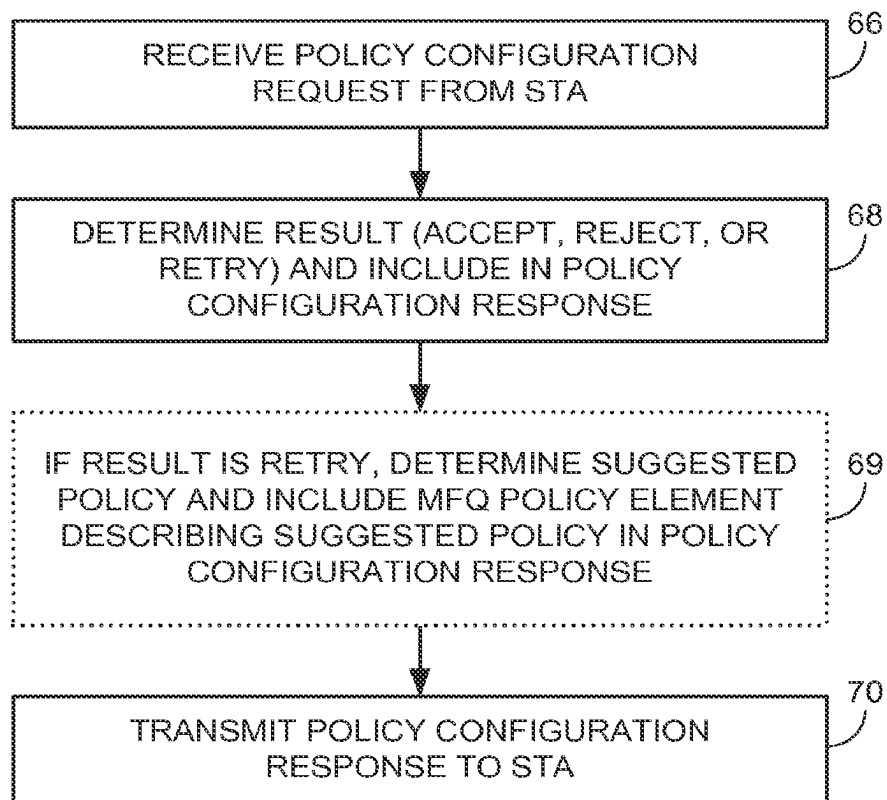 RECEIVE POLICY CONFIGURATION
REQUEST FROM STA
66
DETERMINE RESULT (ACCEPT, REJECT, OR
RETRY) AND INCLUDE IN POLICY
CONFIGURATION RESPONSE
68
IF RESULT IS RETRY, DETERMINE SUGGESTED
POLICY AND INCLUDE MFQ POLICY ELEMENT
DESCRIBING SUGGESTED POLICY IN POLICY
CONFIGURATION RESPONSE
69
TRANSMIT POLICY CONFIGURATION
RESPONSE TO STA
70